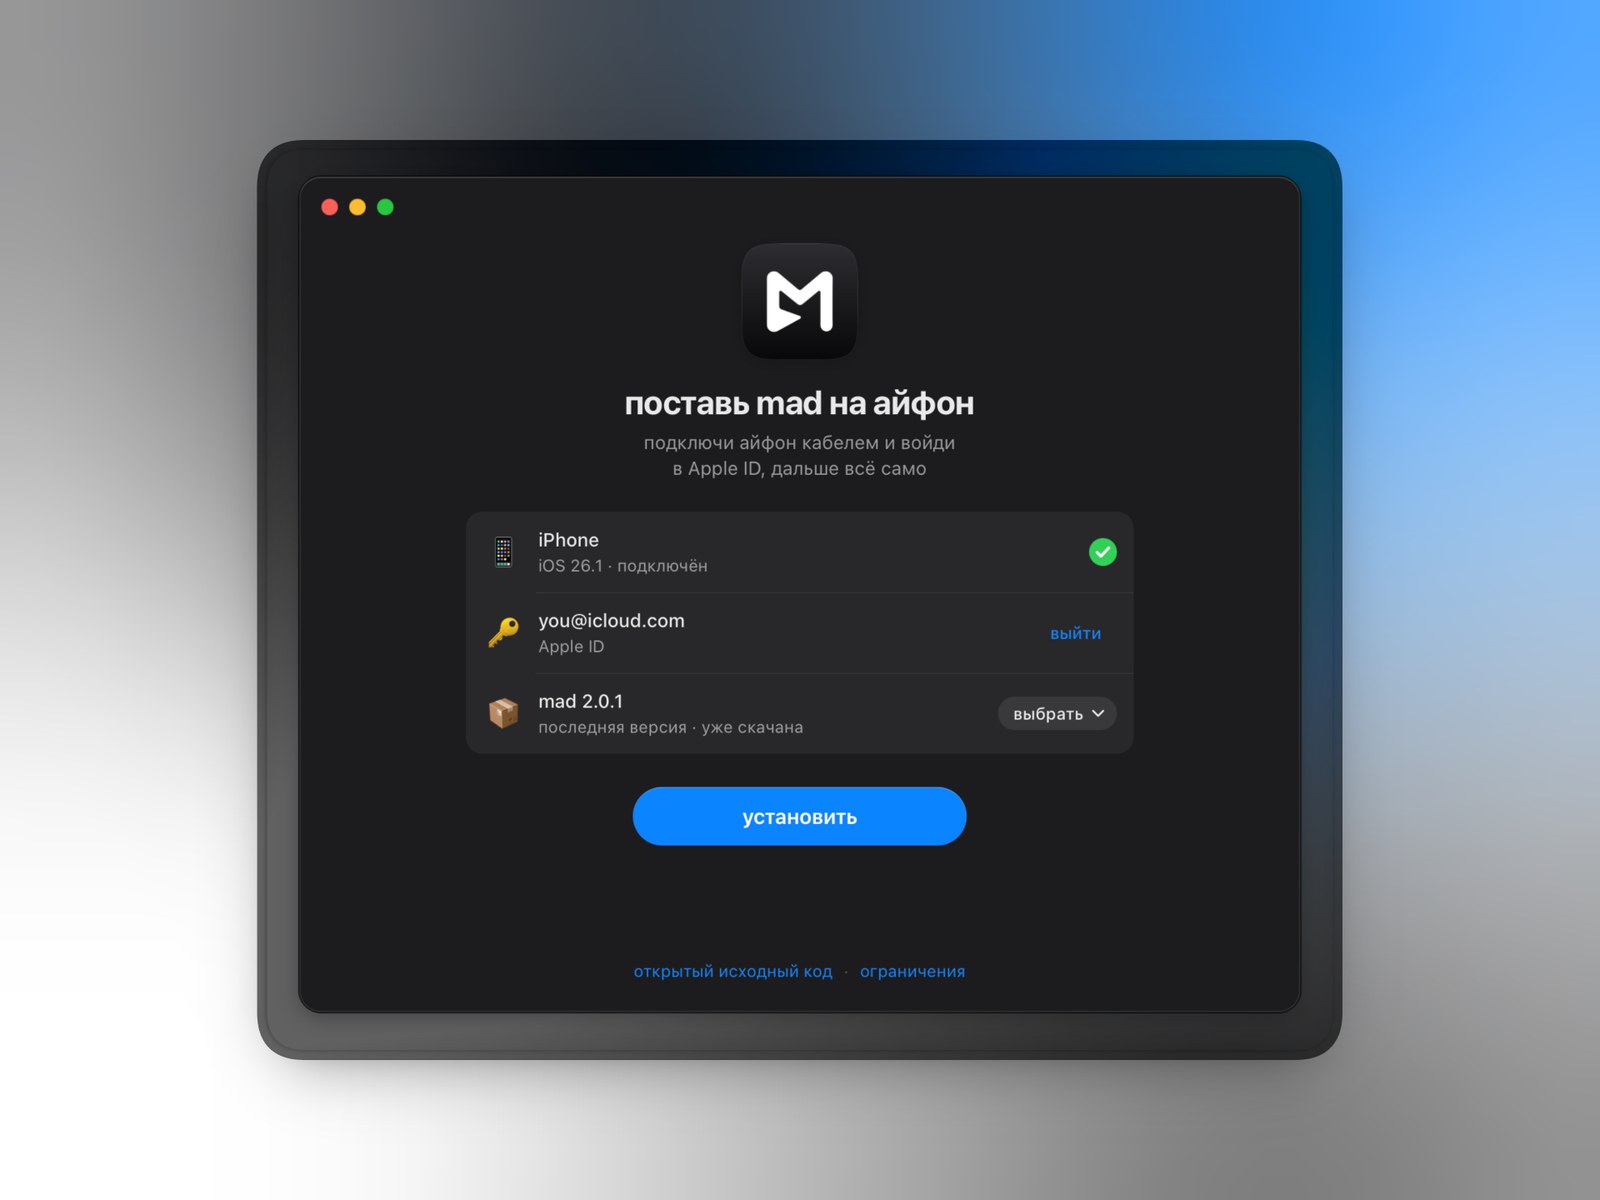 поставь mad на айфон
подключи айфон кабелем и войди
в Apple ID, дальше всё само
iPhone
iOS 26.1 · подключён
you@icloud.com
Apple ID
выйти
mad 2.0.1
последняя версия · уже скачана
выбрать
установить
открытый исходный код · ограничения